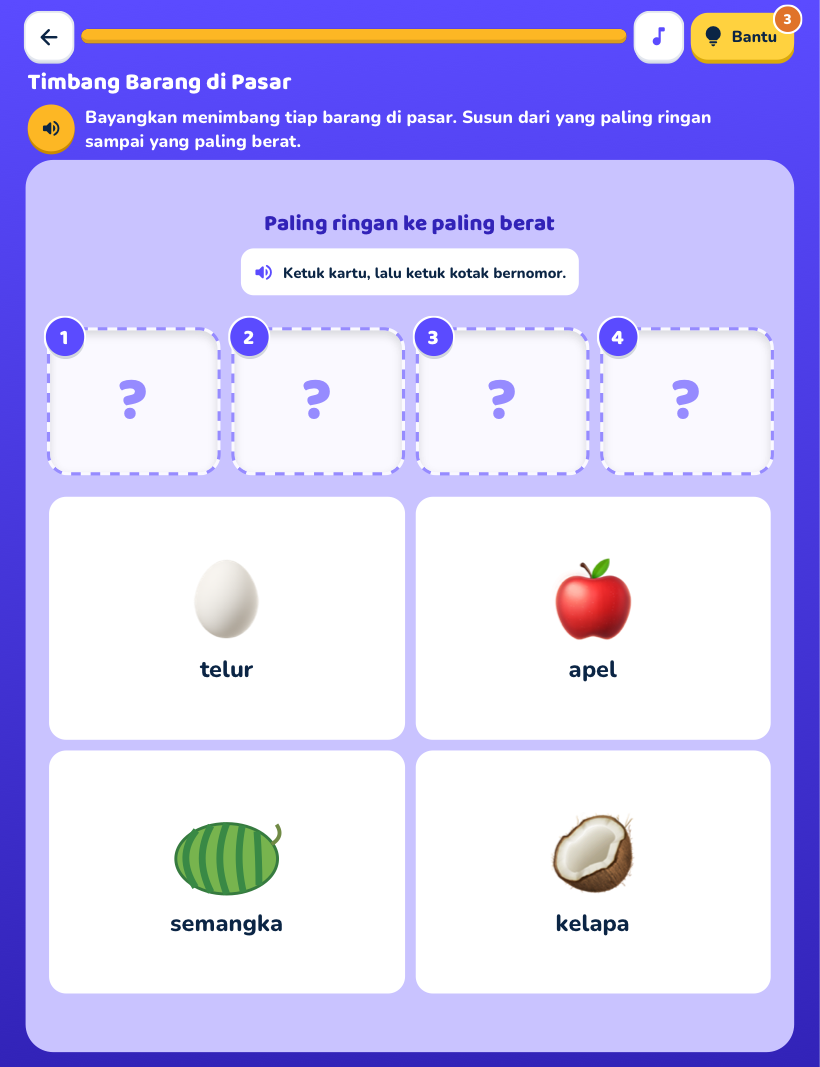 3
Bantu
Timbang Barang di Pasar
Bayangkan menimbang tiap barang di pasar. Susun dari yang paling ringan
sampai yang paling berat.
Paling ringan ke paling berat
Ketuk kartu, lalu ketuk kotak bernomor.
1 2 3 4
? ? ? ?
telur apel
semangka kelapa